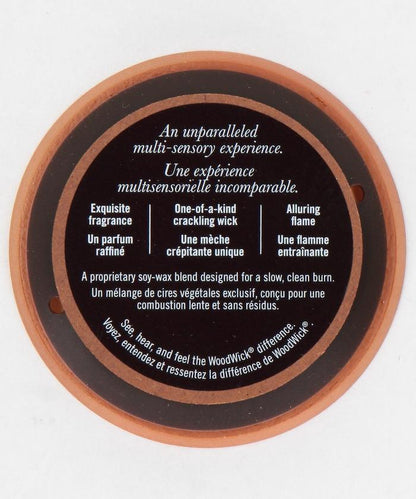 An unparalleled
multi-sensory experience.
Une expérience
multisensorielle incomparable.
Exquisite
fragrance
Un parfum
raffiné
One-of-a-kind
crackling wick
Une mèche
crépitante unique
Alluring
flame
Une flamme
entraînante
A proprietary soy-wax blend designed for a slow, clean burn.
Un mélange de cires végétales exclusif, conçu pour une
combustion lente et sans résidus.
See, hear, and feel the WoodWick® difference.
Voyez, entendez et ressentez la différence de WoodWick®